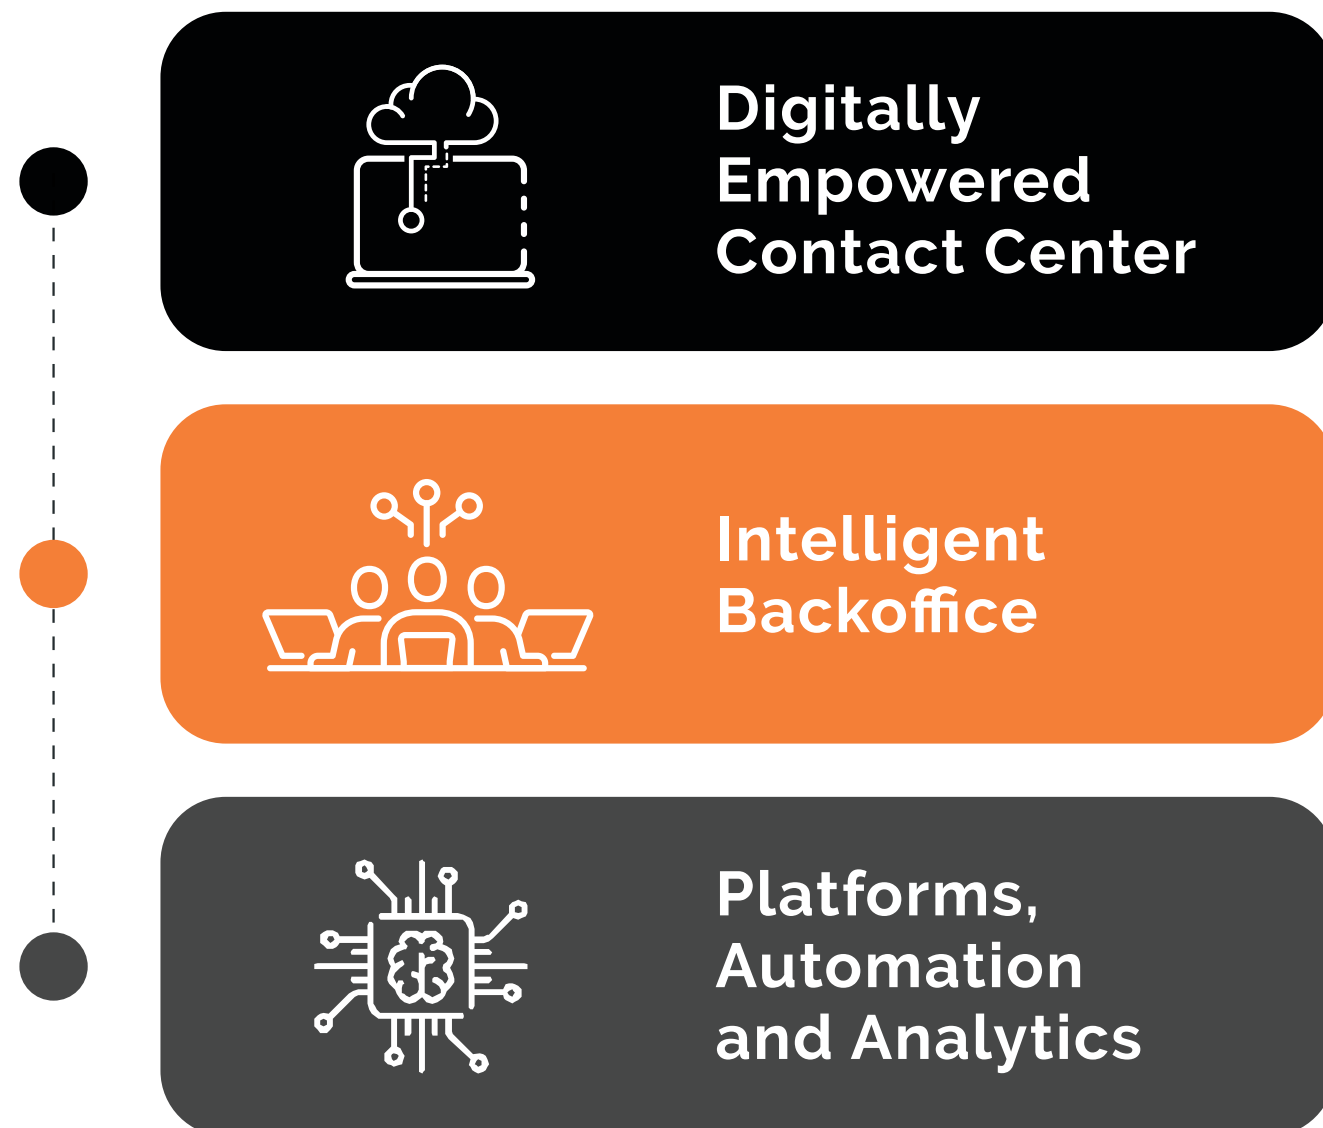 Digitally
Empowered
Contact Center
Intelligent
Backoffice
Platforms,
Automation
and Analytics